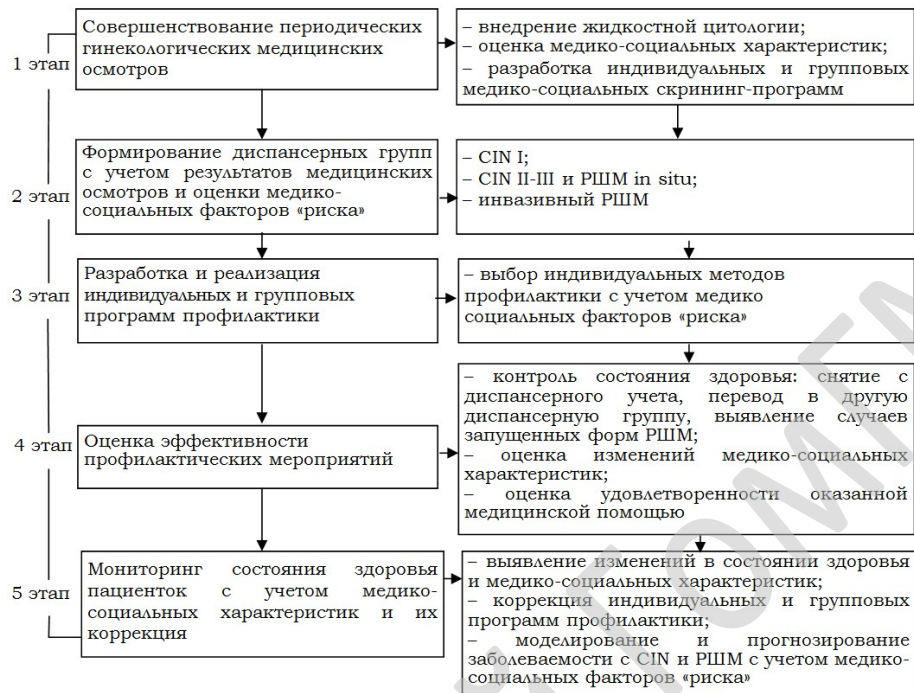 1 этап
Совершенствование периодических
гинекологических медицинских
осмотров
– внедрение жидкостной цитологии;
– оценка медико-социальных характеристик;
– разработка индивидуальных и групповых
медико-социальных скрининг-программ
2 этап
Формирование диспансерных групп
с учетом результатов медицинских
осмотров и оценки медико-
социальных факторов «риска»
– CIN I;
– CIN II-III и РШМ in situ;
– инвазивный РШМ
3 этап
Разработка и реализация
индивидуальных и групповых
программ профилактики
– выбор индивидуальных методов
профилактики с учетом медико
социальных факторов «риска»
4 этап
Оценка эффективности
профилактических мероприятий
– контроль состояния здоровья: снятие с
диспансерного учета, перевод в другую
диспансерную группу, выявление случаев
запущенных форм РШМ;
– оценка изменений медико-социальных
характеристик;
– оценка удовлетворенности оказанной
медицинской помощью
5 этап
Мониторинг состояния здоровья
пациенток с учетом медико-
социальных характеристик и их
коррекция
– выявление изменений в состоянии здоровья
и медико-социальных характеристик;
– коррекция индивидуальных и групповых
программ профилактики;
– моделирование и прогнозирование
заболеваемости с CIN и РШМ с учетом медико-
социальных факторов «риска»